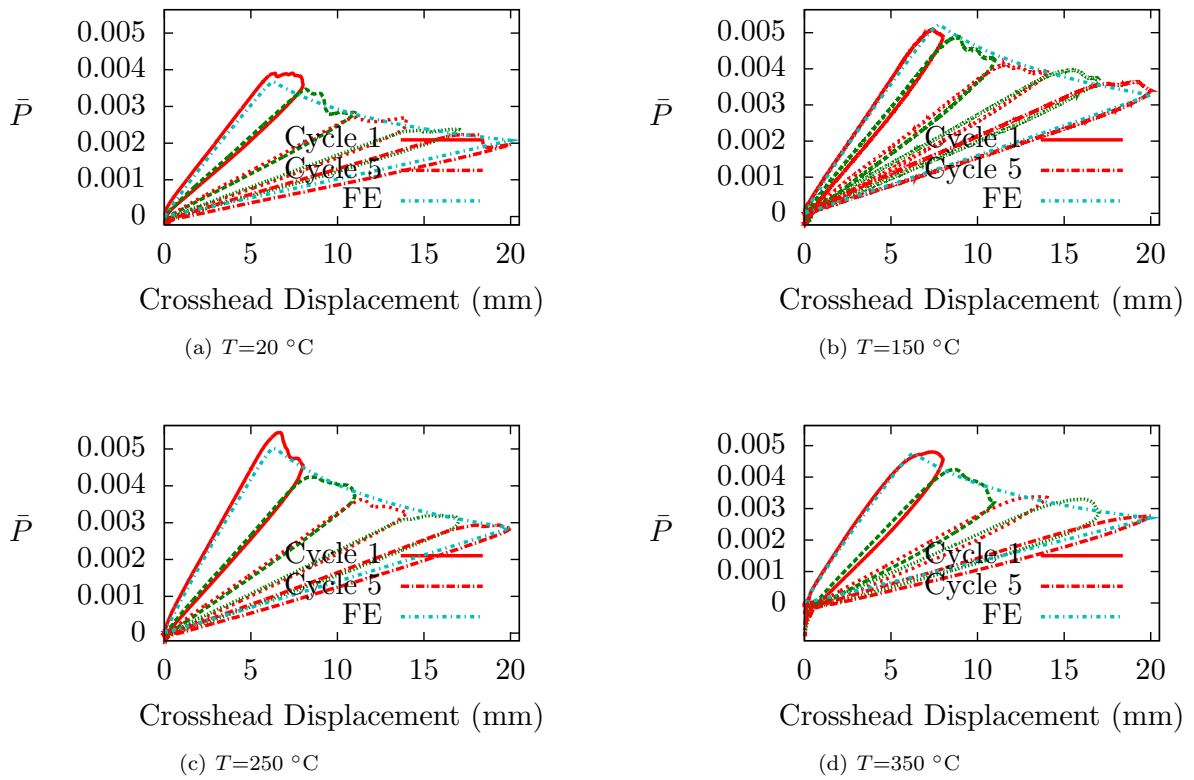 0.005
0.004
0.003
0.002
0.001
0
P̄
Cycle 1
Cycle 5
FE
0 5 10 15 20
Crosshead Displacement (mm)
(a) T=20 °C
0.005
0.004
0.003
0.002
0.001
0
P̄
Cycle 1
Cycle 5
FE
0 5 10 15 20
Crosshead Displacement (mm)
(b) T=150 °C
0.005
0.004
0.003
0.002
0.001
0
P̄
Cycle 1
Cycle 5
FE
0 5 10 15 20
Crosshead Displacement (mm)
(c) T=250 °C
0.005
0.004
0.003
0.002
0.001
0
P̄
Cycle 1
Cycle 5
FE
0 5 10 15 20
Crosshead Displacement (mm)
(d) T=350 °C